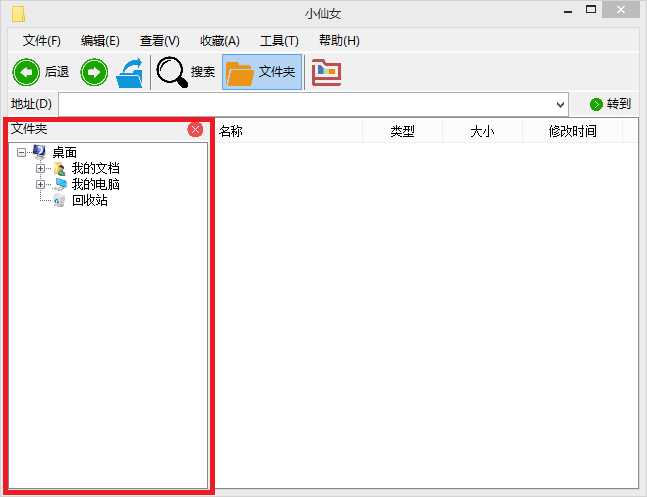 小仙女
文件(F) 编辑(E) 查看(V) 收藏(A) 工具(T) 帮助(H)
后退 搜索 文件夹
地址(D) 转到
文件夹 名称 类型 大小 修改时间
桌面
我的文档
我的电脑
回收站